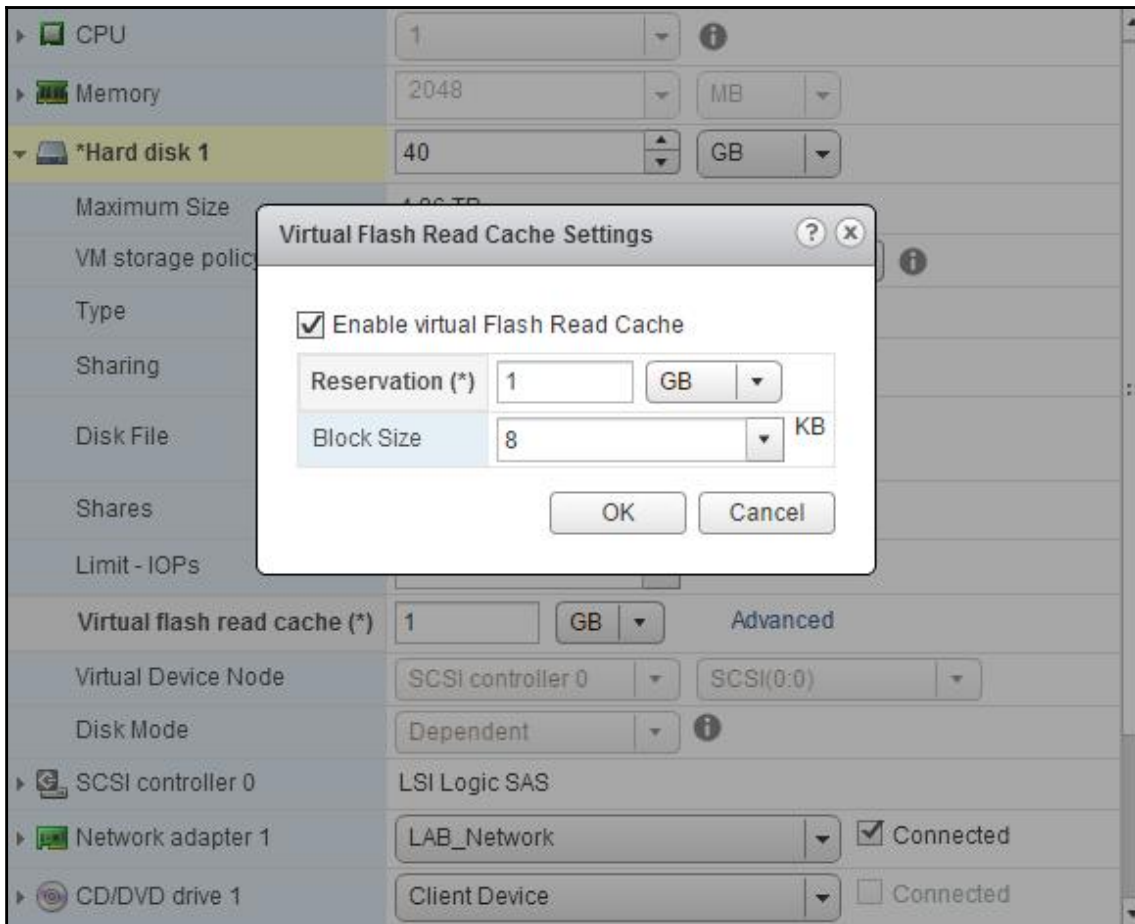 CPU 1
Memory 2048 MB
*Hard disk 1 40 GB
Maximum Size
Virtual Flash Read Cache Settings ? x
VM storage
Type
Enable virtual Flash Read Cache
Sharing
Reservation (*) 1 GB
Disk File
Block Size 8 KB
Shares
OK Cancel
Limit - IOPs
Virtual flash read cache (*) 1 GB Advanced
Virtual Device Node SCSI controller 0 SCSI(0:0)
Disk Mode Dependent
SCSI controller 0 LSI Logic SAS
Network adapter 1 LAB_Network Connected
CD/DVD drive 1 Client Device Connected